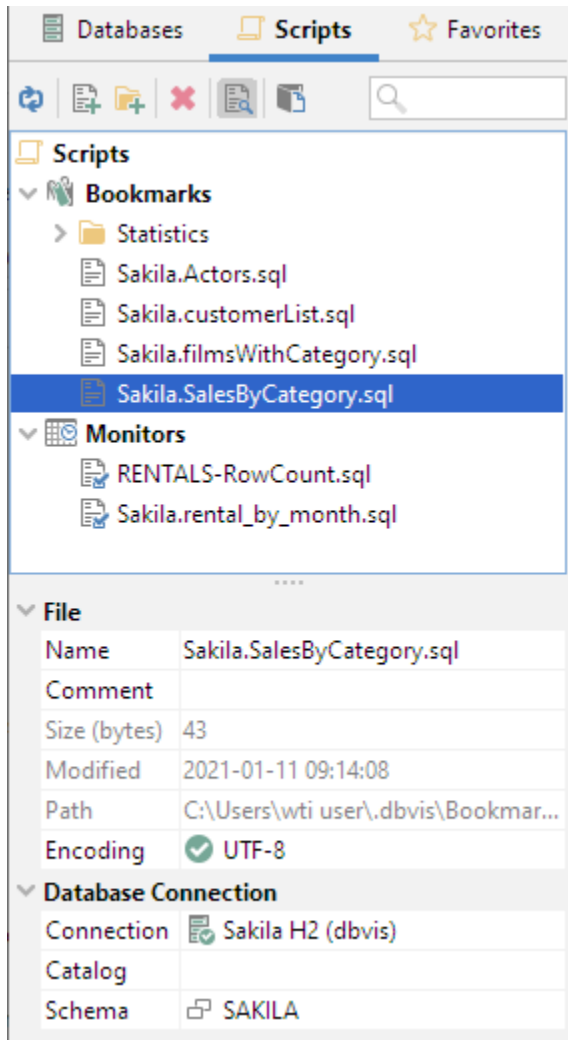 Databases Scripts Favorites
Scripts
Bookmarks
Statistics
Sakila.Actors.sql
Sakila.customerList.sql
Sakila.filmsWithCategory.sql
Sakila.SalesByCategory.sql
Monitors
RENTALS-RowCount.sql
Sakila.rental_by_month.sql
File
Name Sakila.SalesByCategory.sql
Comment
Size (bytes) 43
Modified 2021-01-11 09:14:08
Path C:\Users\wti user\.dbvis\Bookmar...
Encoding UTF-8
Database Connection
Connection Sakila H2 (dbvis)
Catalog
Schema SAKILA